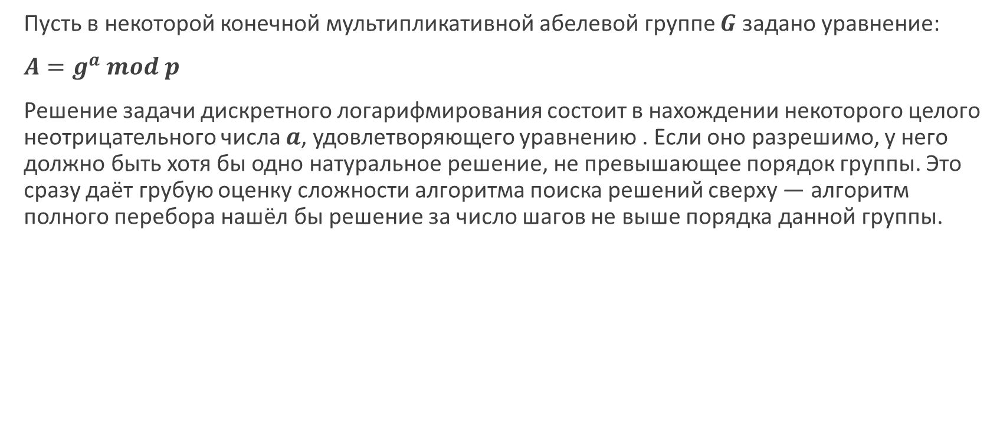 Пусть в некоторой конечной мультипликативной абелевой группе G задано уравнение:
A = g^a mod p
Решение задачи дискретного логарифмирования состоит в нахождении некоторого целого
неотрицательного числа a, удовлетворяющего уравнению . Если оно разрешимо, у него
должно быть хотя бы одно натуральное решение, не превышающее порядок группы. Это
сразу даёт грубую оценку сложности алгоритма поиска решений сверху — алгоритм
полного перебора нашёл бы решение за число шагов не выше порядка данной группы.